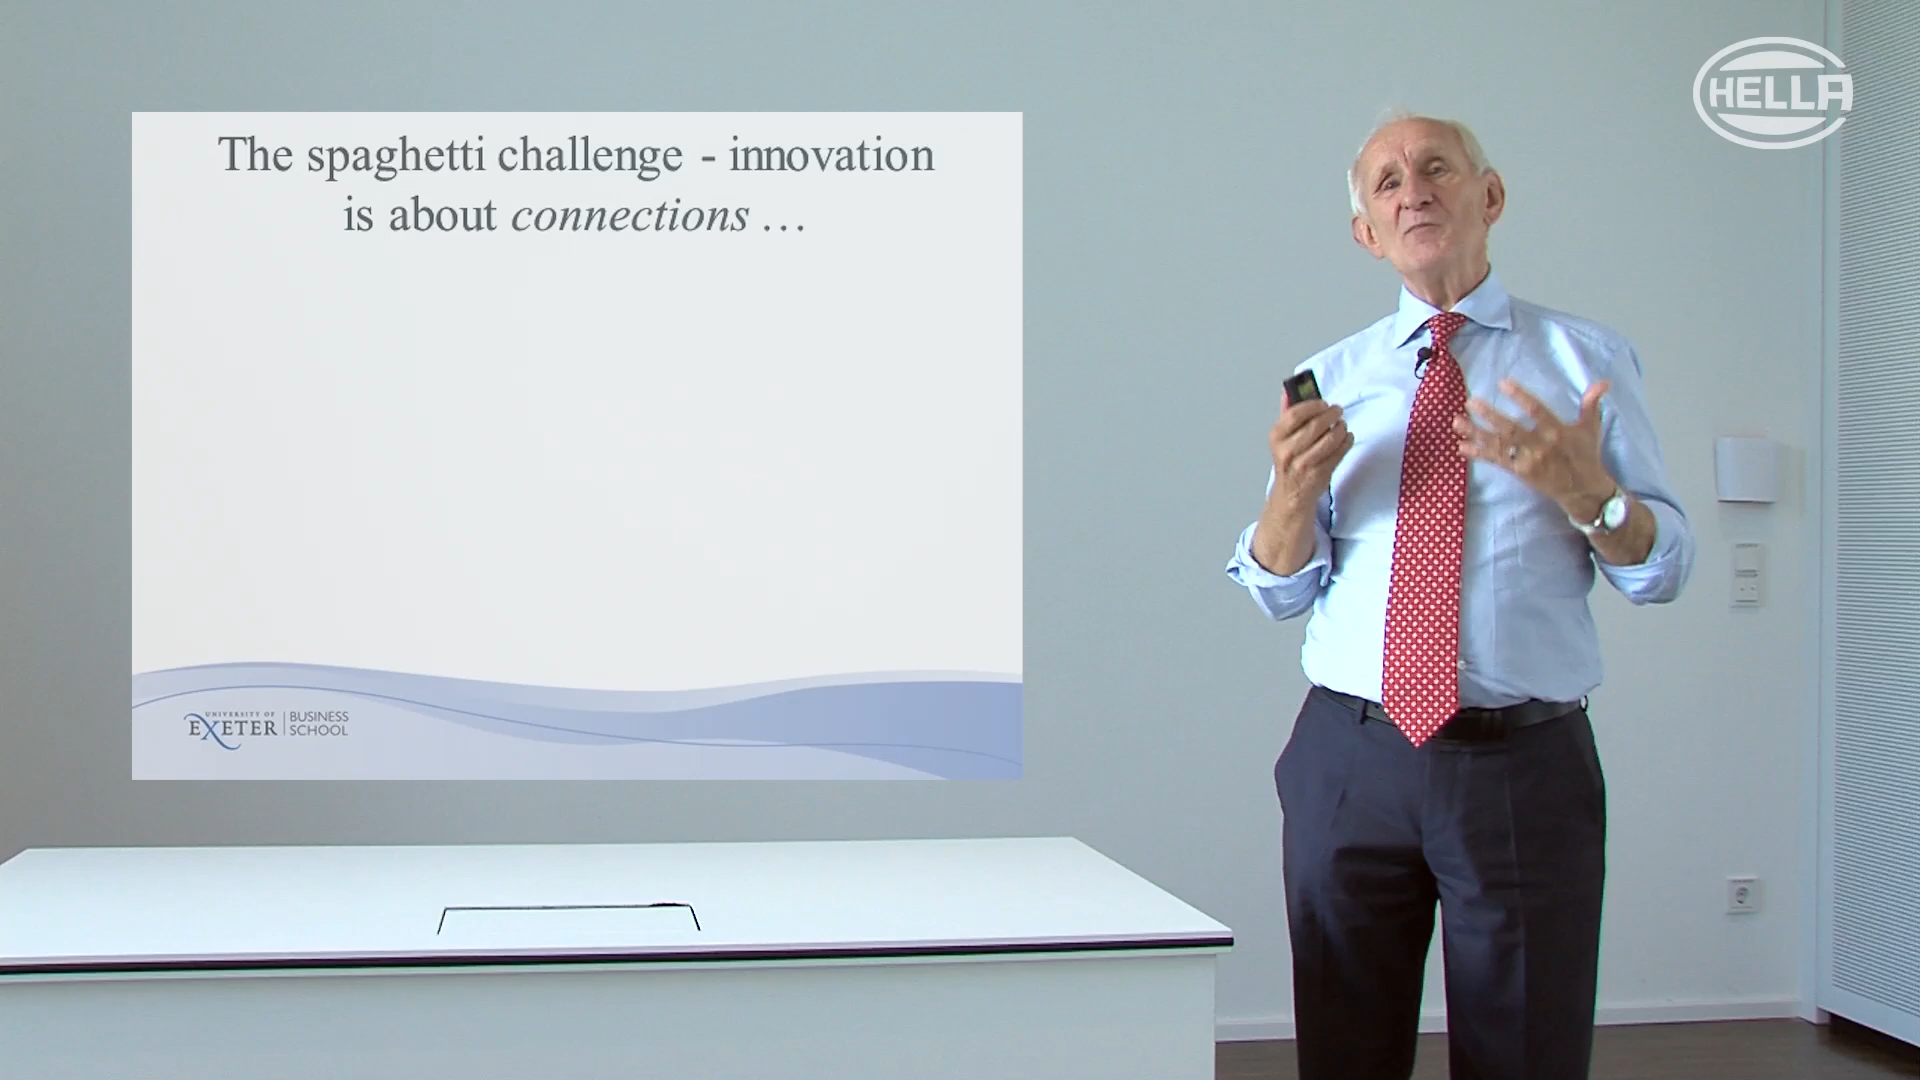 HELLA
The spaghetti challenge - innovation
is about connections …
UNIVERSITY OF
EXETER
BUSINESS
SCHOOL